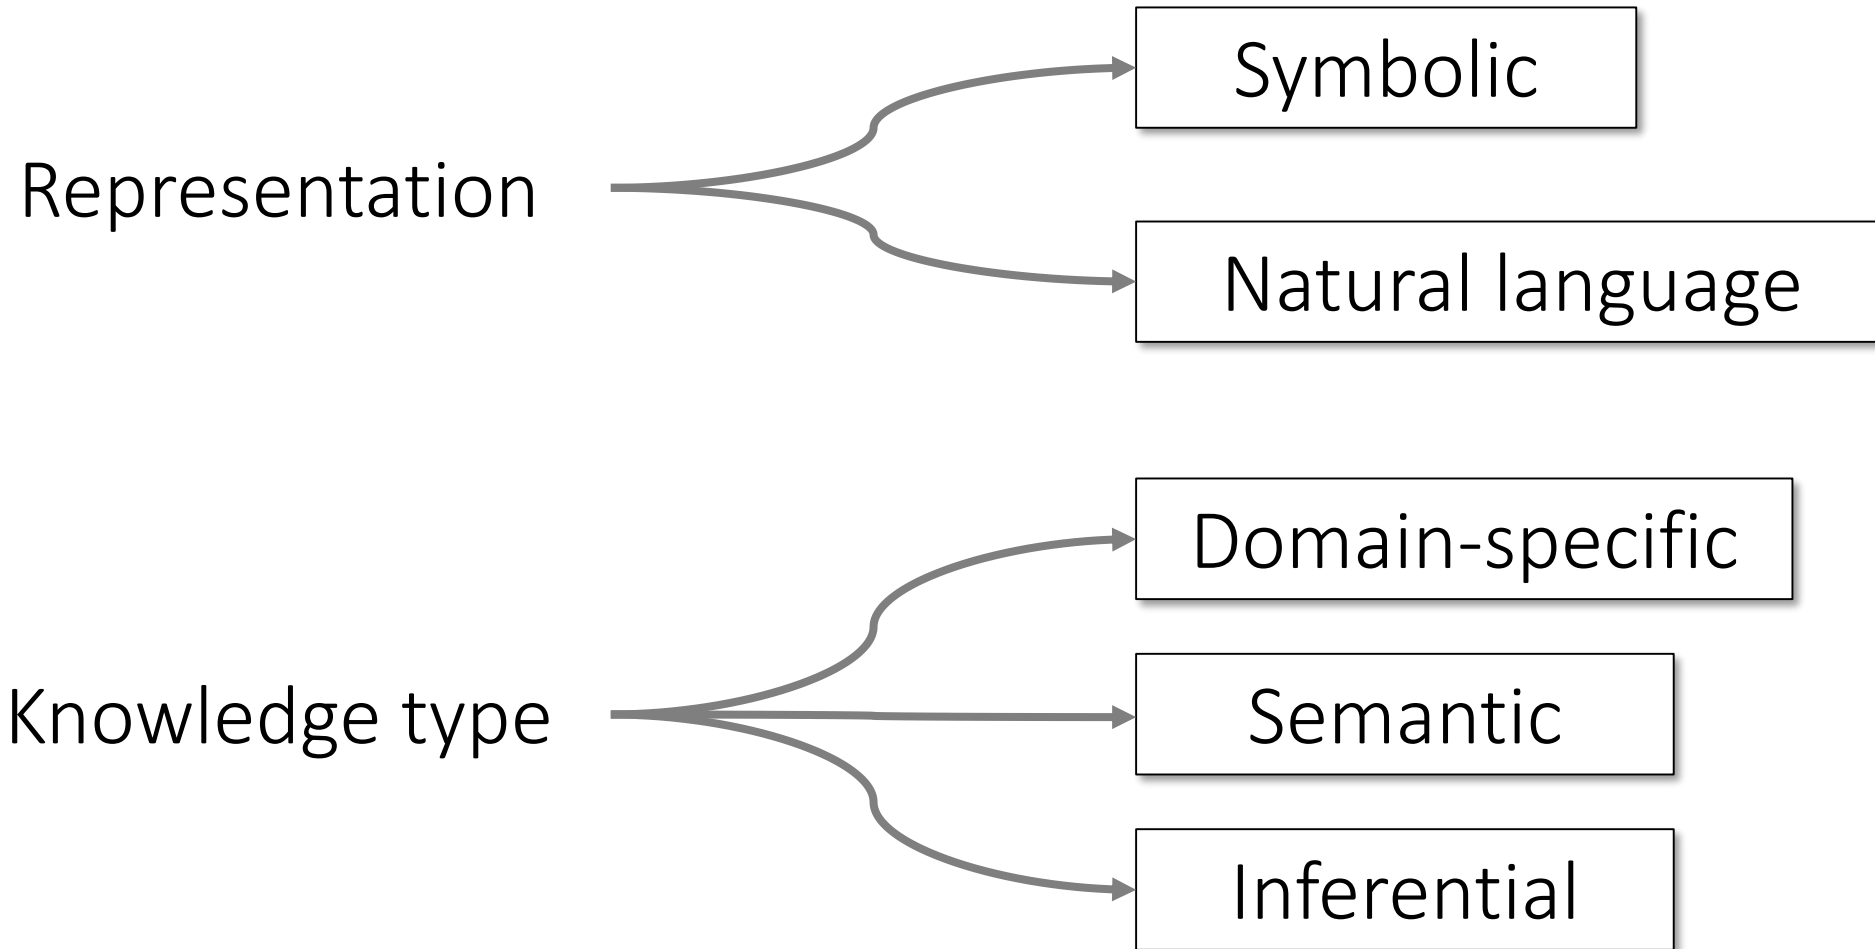 Symbolic
Representation
Natural language
Domain-specific
Knowledge type
Semantic
Inferential